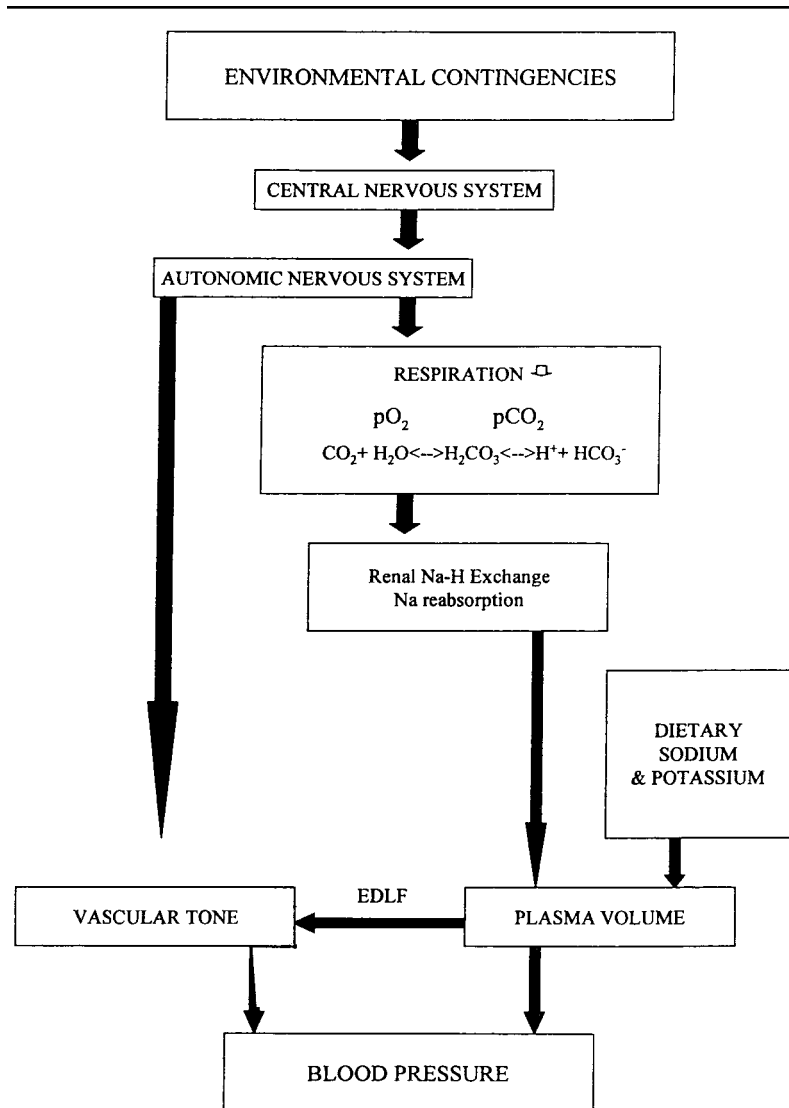 ENVIRONMENTAL CONTINGENCIES
CENTRAL NERVOUS SYSTEM
AUTONOMIC NERVOUS SYSTEM
RESPIRATION
pO₂ pCO₂
CO₂+ H₂O<-->H₂CO₃<-->H⁺+ HCO₃⁻
Renal Na-H Exchange
Na reabsorption
DIETARY
SODIUM
& POTASSIUM
EDLF
VASCULAR TONE
PLASMA VOLUME
BLOOD PRESSURE